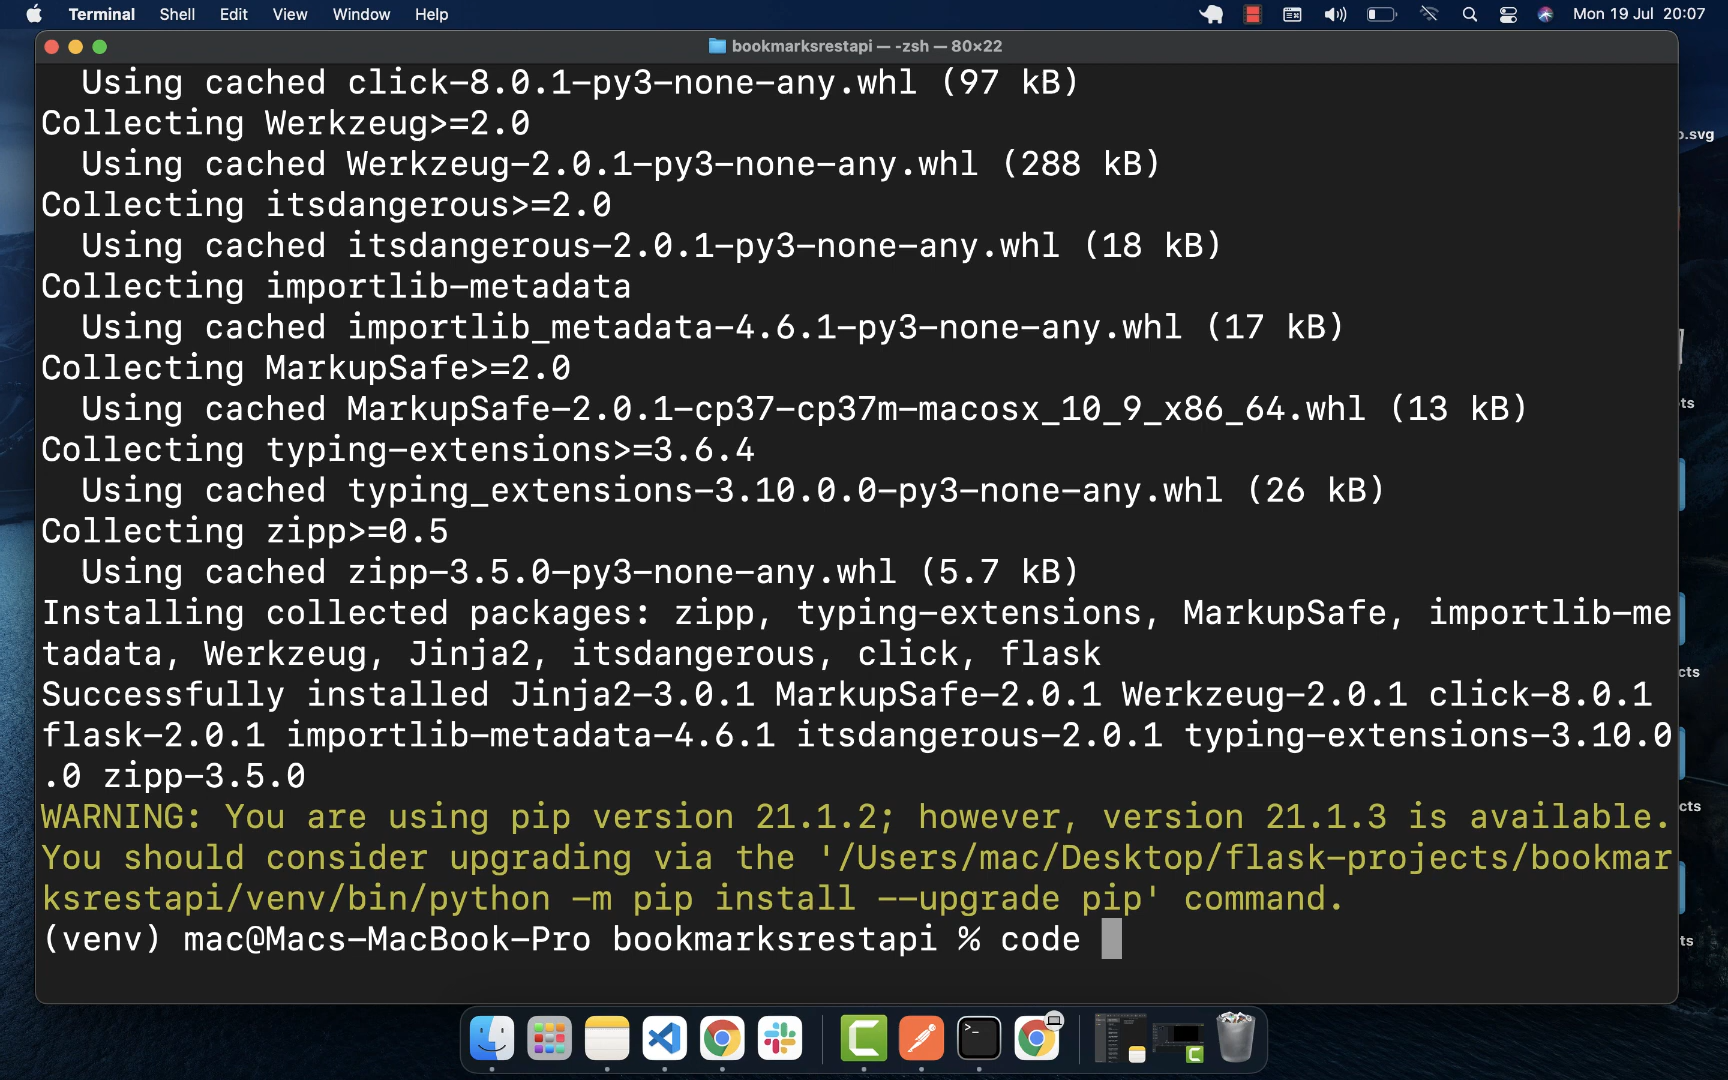 Terminal Shell Edit View Window Help Mon 19 Jul 20:07
bookmarksrestapi — -zsh — 80×22
Using cached click-8.0.1-py3-none-any.whl (97 kB)
Collecting Werkzeug>=2.0
Using cached Werkzeug-2.0.1-py3-none-any.whl (288 kB)
Collecting itsdangerous>=2.0
Using cached itsdangerous-2.0.1-py3-none-any.whl (18 kB)
Collecting importlib-metadata
Using cached importlib_metadata-4.6.1-py3-none-any.whl (17 kB)
Collecting MarkupSafe>=2.0
Using cached MarkupSafe-2.0.1-cp37-cp37m-macosx_10_9_x86_64.whl (13 kB)
Collecting typing-extensions>=3.6.4
Using cached typing_extensions-3.10.0.0-py3-none-any.whl (26 kB)
Collecting zipp>=0.5
Using cached zipp-3.5.0-py3-none-any.whl (5.7 kB)
Installing collected packages: zipp, typing-extensions, MarkupSafe, importlib-me
tadata, Werkzeug, Jinja2, itsdangerous, click, flask
Successfully installed Jinja2-3.0.1 MarkupSafe-2.0.1 Werkzeug-2.0.1 click-8.0.1
flask-2.0.1 importlib-metadata-4.6.1 itsdangerous-2.0.1 typing-extensions-3.10.0
.0 zipp-3.5.0
WARNING: You are using pip version 21.1.2; however, version 21.1.3 is available.
You should consider upgrading via the '/Users/mac/Desktop/flask-projects/bookmar
ksrestapi/venv/bin/python -m pip install --upgrade pip' command.
(venv) mac@Macs-MacBook-Pro bookmarksrestapi % code